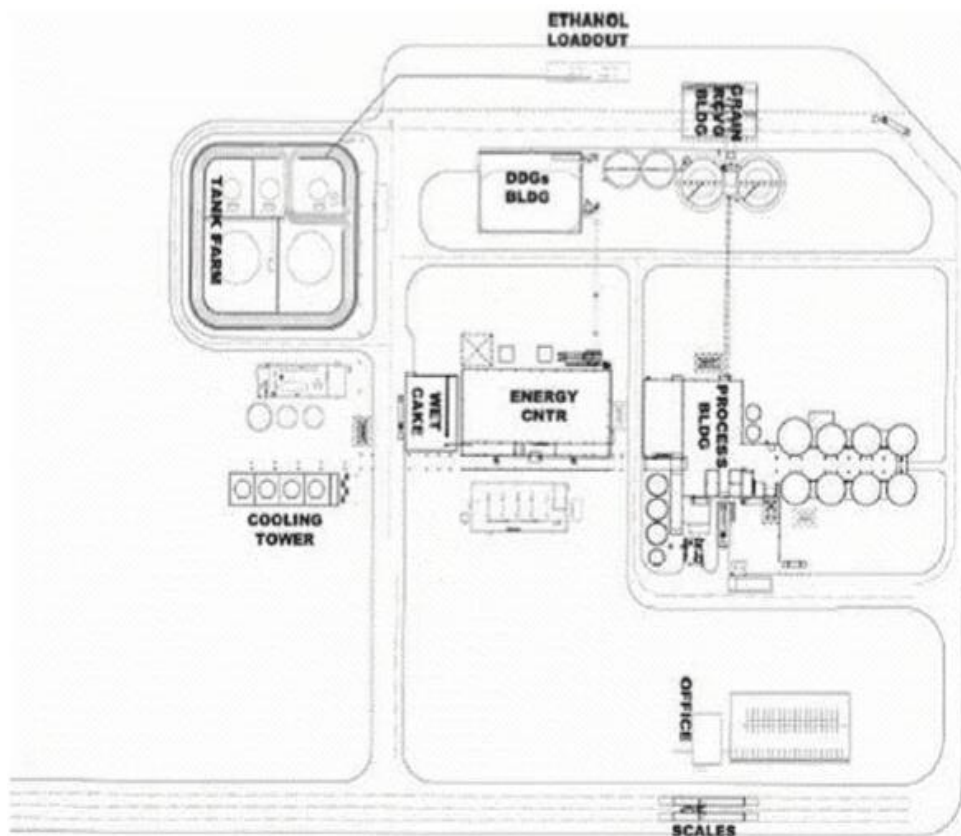 ETHANOL
LOADOUT
GRAIN
RCVG
BLDG
DDGs
BLDG
TANK FARM
WET
CAKE
ENERGY
CNTR
PROCESS
BLDG
COOLING
TOWER
OFFICE
SCALES